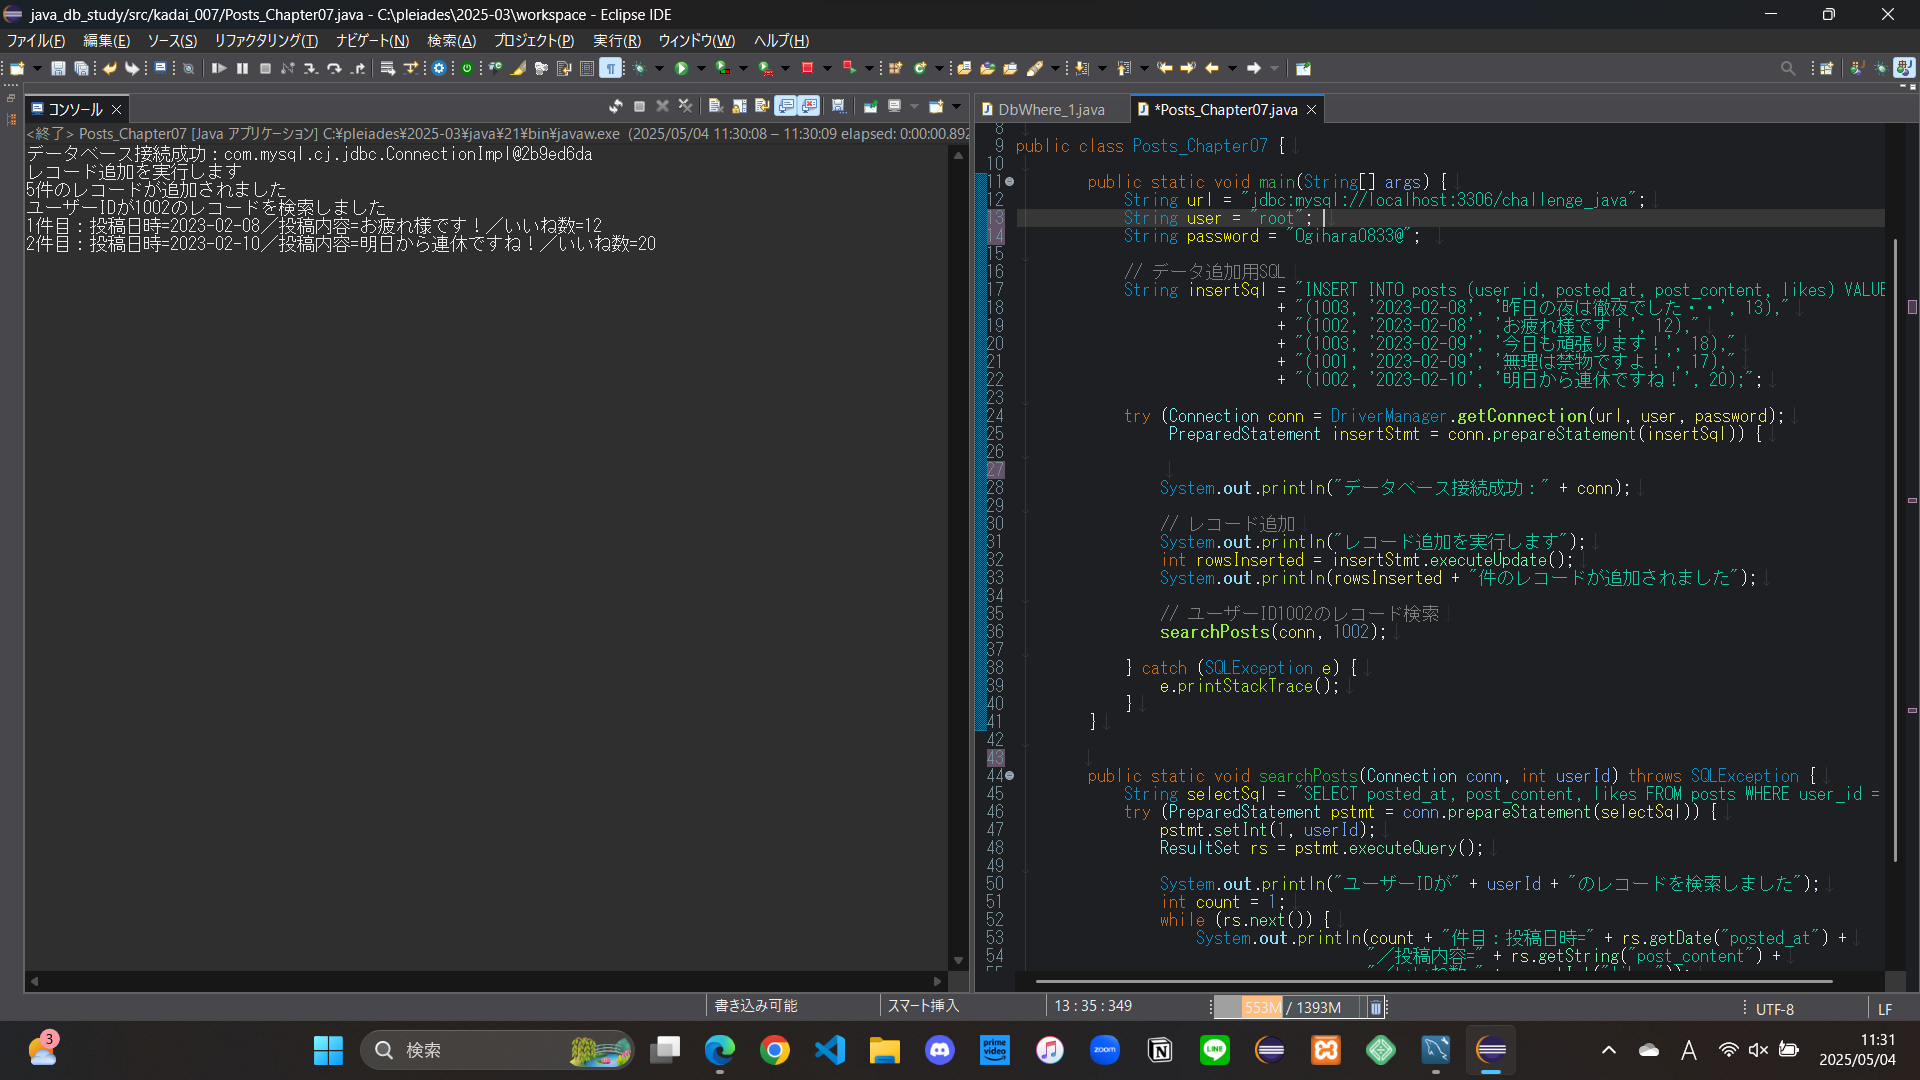 java_db_study/src/kadai_007/Posts_Chapter07.java - C:\pleiades\2025-03\workspace - Eclipse IDE
ファイル(F) 編集(E) ソース(S) リファクタリング(T) ナビゲート(N) 検索(A) プロジェクト(P) 実行(R) ウィンドウ(W) ヘルプ(H)
コンソール
<終了> Posts_Chapter07 [Java アプリケーション] C:¥pleiades¥2025-03¥java¥21¥bin¥javaw.exe (2025/05/04 11:30:08 – 11:30:09 elapsed: 0:00:00.892
データベース接続成功：com.mysql.cj.jdbc.ConnectionImpl@2b9ed6da
レコード追加を実行します
5件のレコードが追加されました
ユーザーIDが1002のレコードを検索しました
1件目：投稿日時=2023-02-08／投稿内容=お疲れ様です！／いいね数=12
2件目：投稿日時=2023-02-10／投稿内容=明日から連休ですね！／いいね数=20
DbWhere_1.java
*Posts_Chapter07.java
8
9 public class Posts_Chapter07 {
10
11 public static void main(String[] args) {
12 String url = "jdbc:mysql://localhost:3306/challenge_java";
13 String user = "root";
14 String password = "Ogihara0833@";
15
16 // データ追加用SQL
17 String insertSql = "INSERT INTO posts (user_id, posted_at, post_content, likes) VALUE
18 + "(1003, '2023-02-08', '昨日の夜は徹夜でした・・', 13),"
19 + "(1002, '2023-02-08', 'お疲れ様です！', 12),"
20 + "(1003, '2023-02-09', '今日も頑張ります！', 18),"
21 + "(1001, '2023-02-09', '無理は禁物ですよ！', 17),"
22 + "(1002, '2023-02-10', '明日から連休ですね！', 20);";
23
24 try (Connection conn = DriverManager.getConnection(url, user, password);
25 PreparedStatement insertStmt = conn.prepareStatement(insertSql)) {
26
27
28 System.out.println("データベース接続成功：" + conn);
29
30 // レコード追加
31 System.out.println("レコード追加を実行します");
32 int rowsInserted = insertStmt.executeUpdate();
33 System.out.println(rowsInserted + "件のレコードが追加されました");
34
35 // ユーザーID1002のレコード検索
36 searchPosts(conn, 1002);
37
38 } catch (SQLException e) {
39 e.printStackTrace();
40 }
41 }
42
43
44 public static void searchPosts(Connection conn, int userId) throws SQLException {
45 String selectSql = "SELECT posted_at, post_content, likes FROM posts WHERE user_id =
46 try (PreparedStatement pstmt = conn.prepareStatement(selectSql)) {
47 pstmt.setInt(1, userId);
48 ResultSet rs = pstmt.executeQuery();
49
50 System.out.println("ユーザーIDが" + userId + "のレコードを検索しました");
51 int count = 1;
52 while (rs.next()) {
53 System.out.println(count + "件目：投稿日時=" + rs.getDate("posted_at") +
54 "／投稿内容=" + rs.getString("post_content") +
書き込み可能 スマート挿入 13 : 35 : 349 553M / 1393M UTF-8 LF
3
検索
prime video
zoom
LINE
A
11:31
2025/05/04